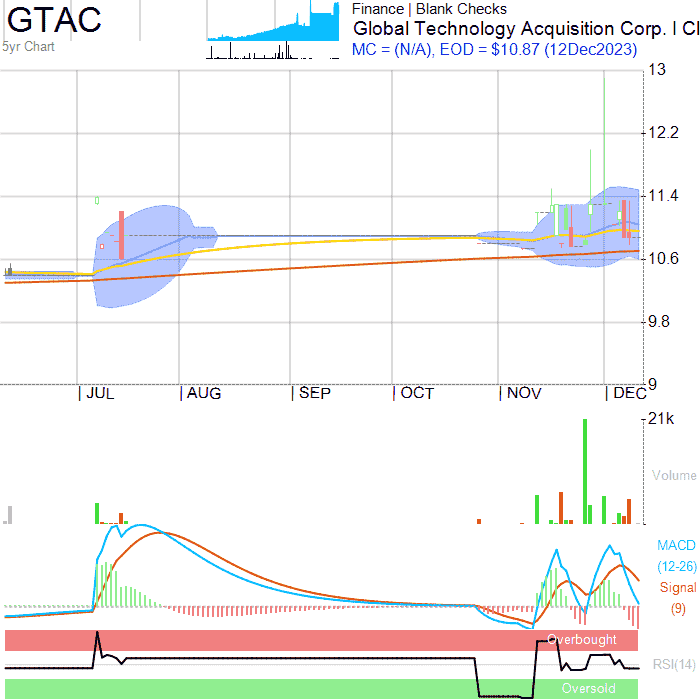 GTAC
5yr Chart
Finance | Blank Checks
Global Technology Acquisition Corp. I Cl
MC = (N/A), EOD = $10.87 (12Dec2023)
13
12.2
11.4
10.6
9.8
9
JUL AUG SEP OCT NOV DEC
21k
Volume
MACD
(12-26)
Signal
(9)
Overbought
RSI(14)
Oversold